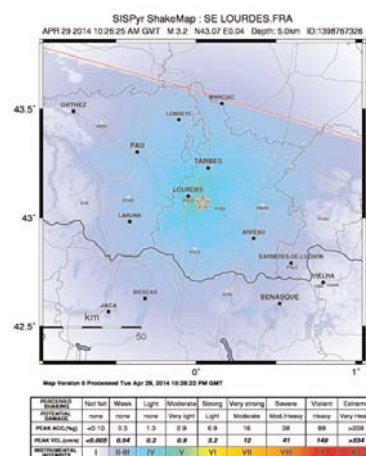 SISPyr ShakeMap : SE LOURDES.FRA
APR 29 2014 10:26:25 AM GMT M 3.2 N43.07 E0.04 Depth: 5.0km ID:1398767326
MARCIAC
43.5°
ORTHEZ
LEMBEYE
PAU
TARBES
LOURDES
43°
LARUNS
ARREAU
BAGNERES-DE-LUCHON
VIELHA
BIESCAS
JACA
BENASQUE
42.5°
km
0
50
0°
1°
Map Version 6 Processed Tue Apr 29, 2014 10:39:23 PM GMT
PERCEIVED SHAKING Not felt Weak Light Moderate Strong Very strong Severe Violent Extreme
POTENTIAL DAMAGE none none none Very light Light Moderate Mod./Heavy Heavy Very Heavy
PEAK ACC.(%g) <0.10 0.3 1.3 2.9 8.9 16 38 89 >208
PEAK VEL.(cm/s) <0.005 0.04 0.2 0.8 3.2 12 41 148 >534
INSTRUMENTAL INTENSITY I II-III IV V VI VII VIII